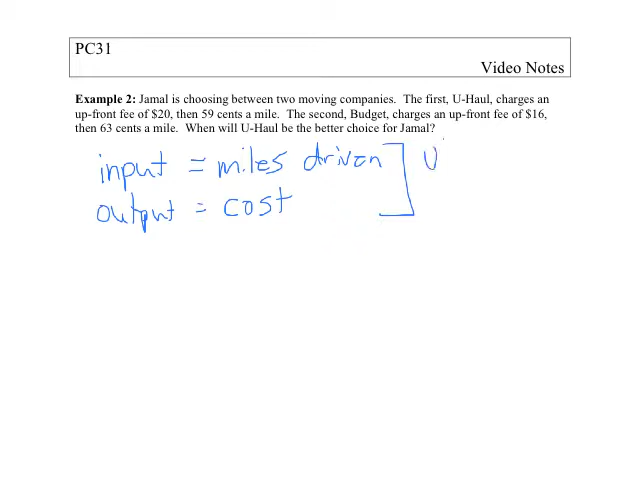 PC31
Video Notes
Example 2: Jamal is choosing between two moving companies. The first, U-Haul, charges an
up-front fee of $20, then 59 cents a mile. The second, Budget, charges an up-front fee of $16,
then 63 cents a mile. When will U-Haul be the better choice for Jamal?
input = miles driven U
output = cost